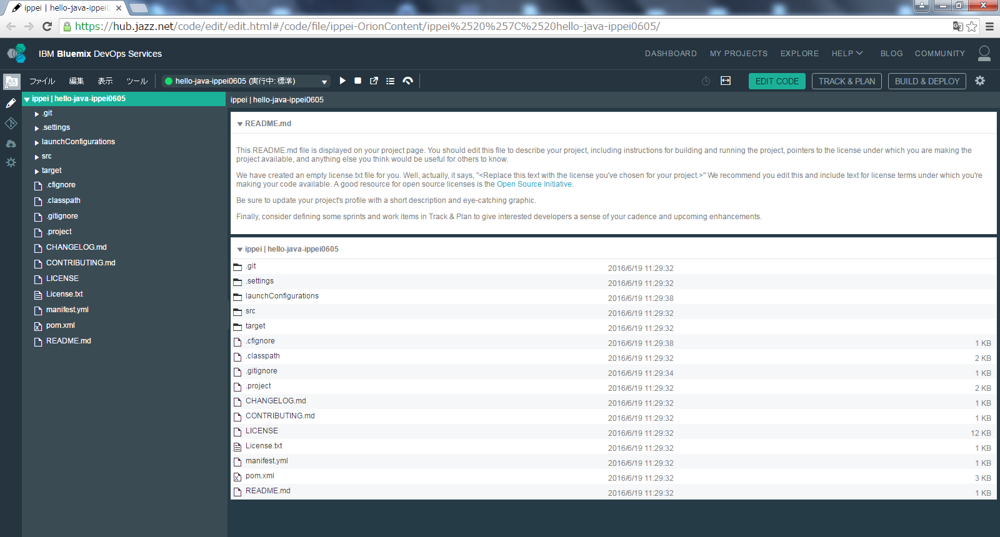 ippei | hello-java-ippei0
https://hub.jazz.net/code/edit/edit.html#/code/file/ippei-OrionContent/ippei%2520%257C%2520hello-java-ippei0605/
IBM Bluemix DevOps Services
DASHBOARD MY PROJECTS EXPLORE HELP BLOG COMMUNITY
ファイル 編集 表示 ツール hello-java-ippei0605 (実行中: 標準) EDIT CODE TRACK & PLAN BUILD & DEPLOY
ippei | hello-java-ippei0605
.git
.settings
launchConfigurations
src
target
.cfignore
.classpath
.gitignore
.project
CHANGELOG.md
CONTRIBUTING.md
LICENSE
License.txt
manifest.yml
pom.xml
README.md
ippei | hello-java-ippei0605
README.md
This README.md file is displayed on your project page. You should edit this file to describe your project, including instructions for building and running the project, pointers to the license under which you are making the
project available, and anything else you think would be useful for others to know.
We have created an empty license.txt file for you. Well, actually, it says, "<Replace this text with the license you've chosen for your project.>" We recommend you edit this and include text for license terms under which you're
making your code available. A good resource for open source licenses is the Open Source Initiative.
Be sure to update your project's profile with a short description and eye-catching graphic.
Finally, consider defining some sprints and work items in Track & Plan to give interested developers a sense of your cadence and upcoming enhancements.
ippei | hello-java-ippei0605
.git 2016/6/19 11:29:32
.settings 2016/6/19 11:29:32
launchConfigurations 2016/6/19 11:29:38
src 2016/6/19 11:29:32
target 2016/6/19 11:29:32
.cfignore 2016/6/19 11:29:38 1 KB
.classpath 2016/6/19 11:29:32 2 KB
.gitignore 2016/6/19 11:29:34 1 KB
.project 2016/6/19 11:29:32 2 KB
CHANGELOG.md 2016/6/19 11:29:32 1 KB
CONTRIBUTING.md 2016/6/19 11:29:32 1 KB
LICENSE 2016/6/19 11:29:32 12 KB
License.txt 2016/6/19 11:29:32 1 KB
manifest.yml 2016/6/19 11:29:32 1 KB
pom.xml 2016/6/19 11:29:32 3 KB
README.md 2016/6/19 11:29:32 1 KB